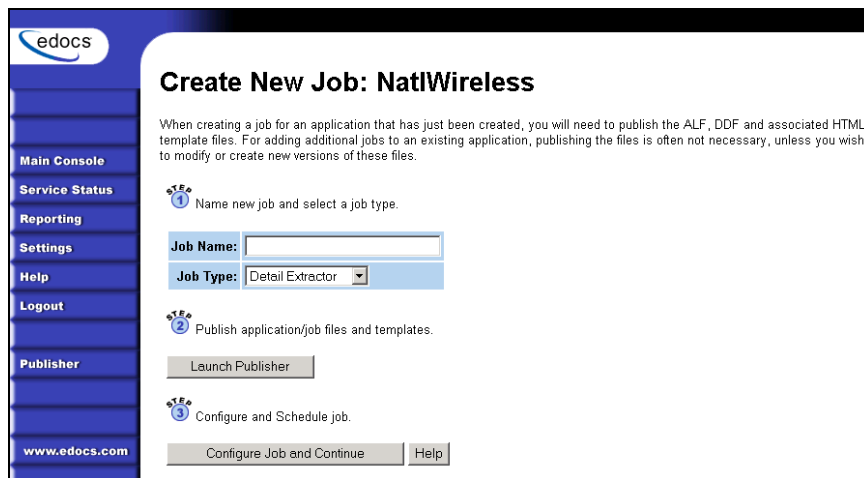 edocs
Main Console
Service Status
Reporting
Settings
Help
Logout
Publisher
www.edocs.com
Create New Job: NatlWireless
When creating a job for an application that has just been created, you will need to publish the ALF, DDF and associated HTML
template files. For adding additional jobs to an existing application, publishing the files is often not necessary, unless you wish
to modify or create new versions of these files.
STEP 1 Name new job and select a job type.
Job Name:
Job Type: Detail Extractor
STEP 2 Publish application/job files and templates.
Launch Publisher
STEP 3 Configure and Schedule job.
Configure Job and Continue Help